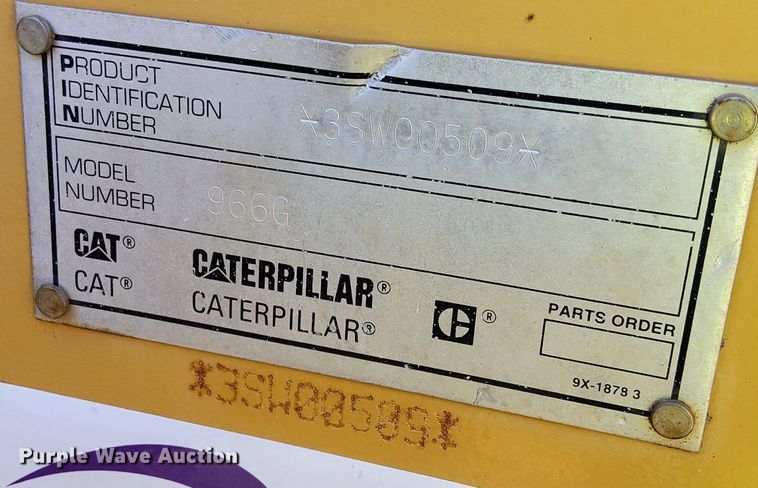 PRODUCT
IDENTIFICATION
NUMBER
*3SW00509*
MODEL
NUMBER
966G
CAT®
CAT®
CATERPILLAR®
CATERPILLAR®
C ®
PARTS ORDER
9X-1878 3
*3SW00509*
Purple Wave Auction